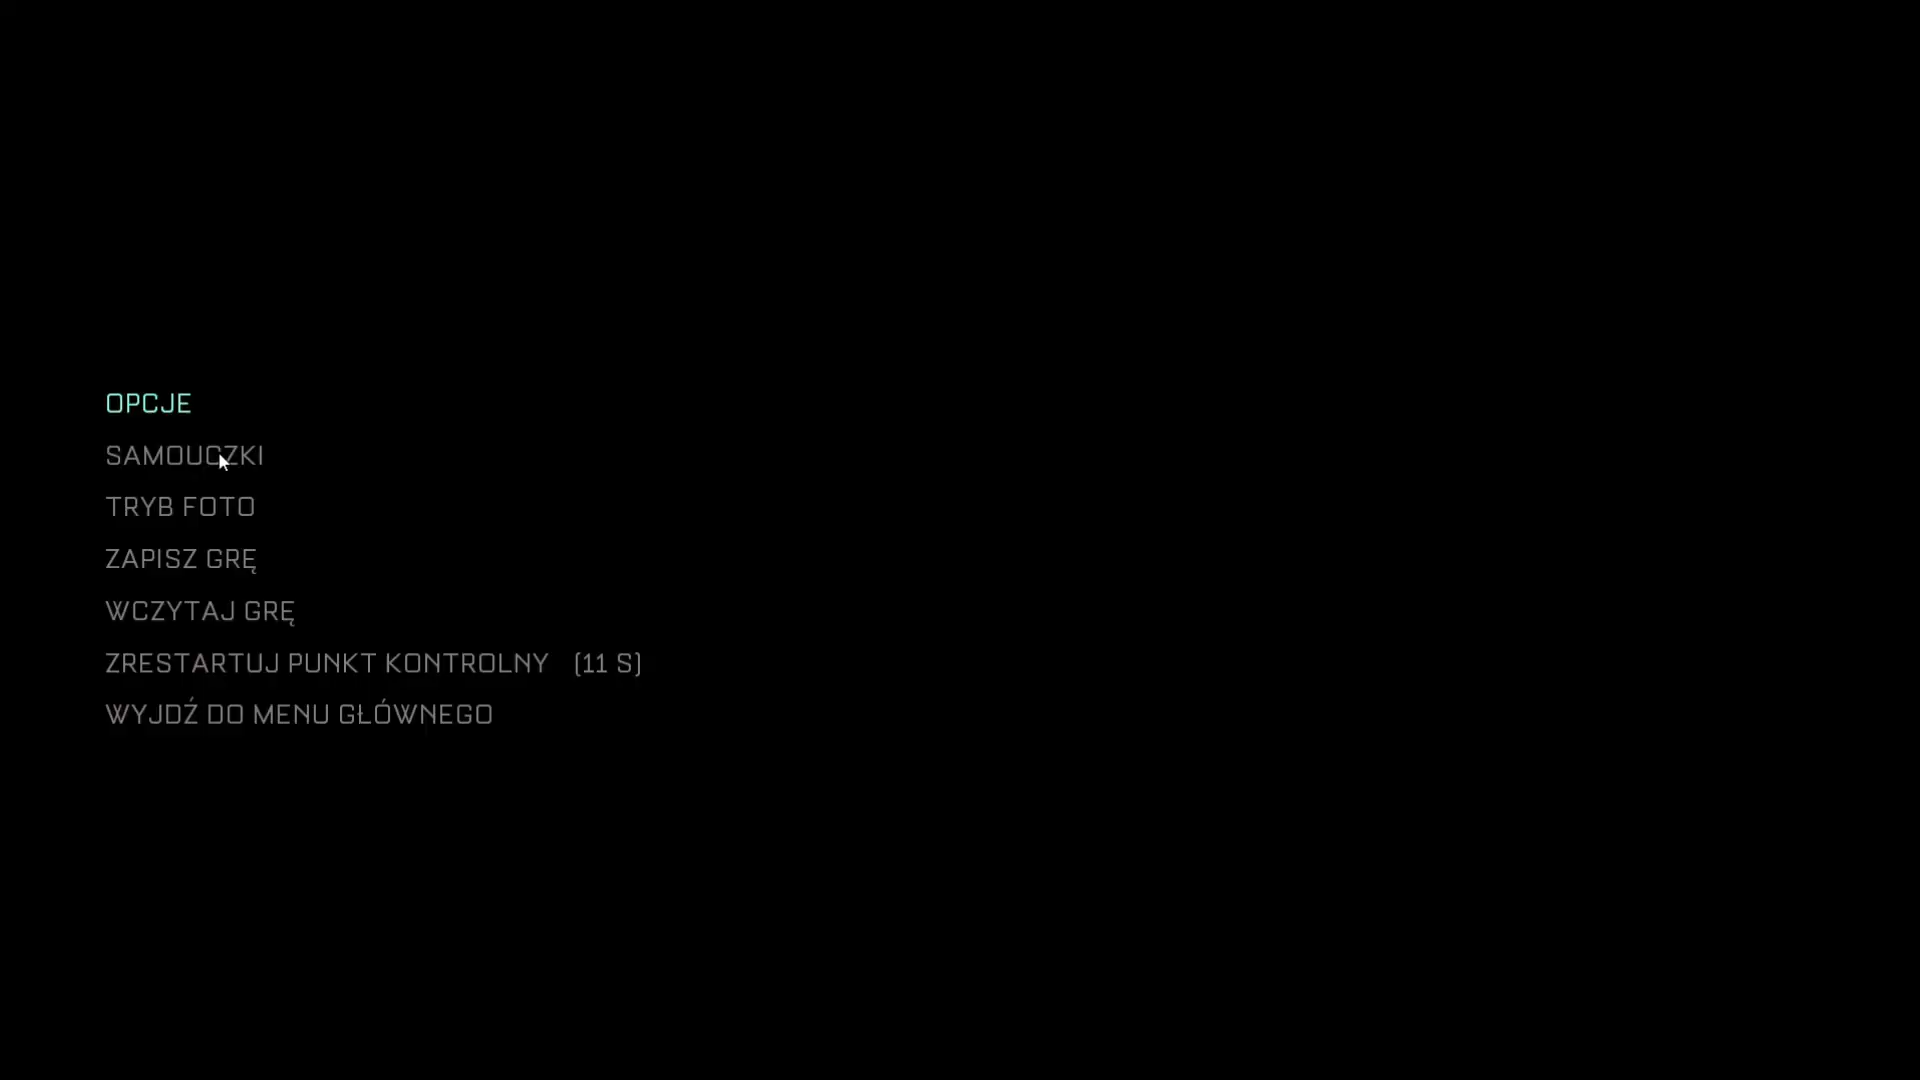 OPCJE
SAMOUCZKI
TRYB FOTO
ZAPISZ GRĘ
WCZYTAJ GRĘ
ZRESTARTUJ PUNKT KONTROLNY (11 S)
WYJDŹ DO MENU GŁÓWNEGO